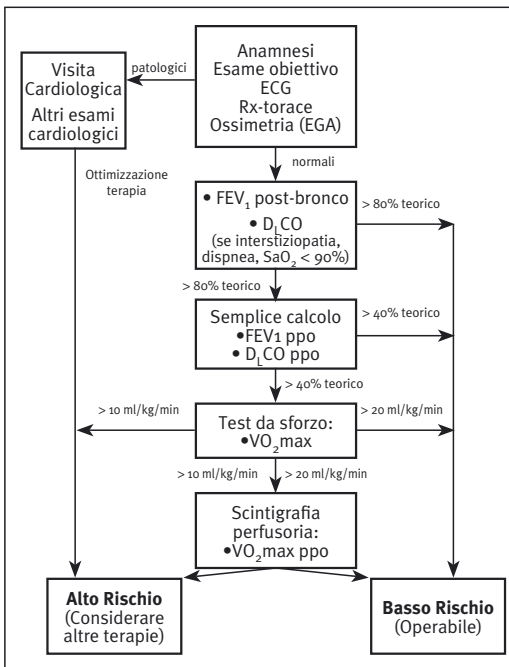 Anamnesi
Esame obiettivo
ECG
Rx-torace
Ossimetria (EGA)
patologici
Visita
Cardiologica
Altri esami
cardiologici
normali
Ottimizzazione
terapia
• FEV₁ post-bronco
• DLCO
(se interstiziopatia,
dispnea, SaO₂ < 90%)
> 80% teorico
> 80% teorico
Semplice calcolo
•FEV1 ppo
• DLCO ppo
> 40% teorico
> 40% teorico
> 10 ml/kg/min
Test da sforzo:
•VO₂max
> 20 ml/kg/min
> 10 ml/kg/min
> 20 ml/kg/min
Scintigrafia
perfusoria:
•VO₂max ppo
Alto Rischio
(Considerare
altre terapie)
Basso Rischio
(Operabile)